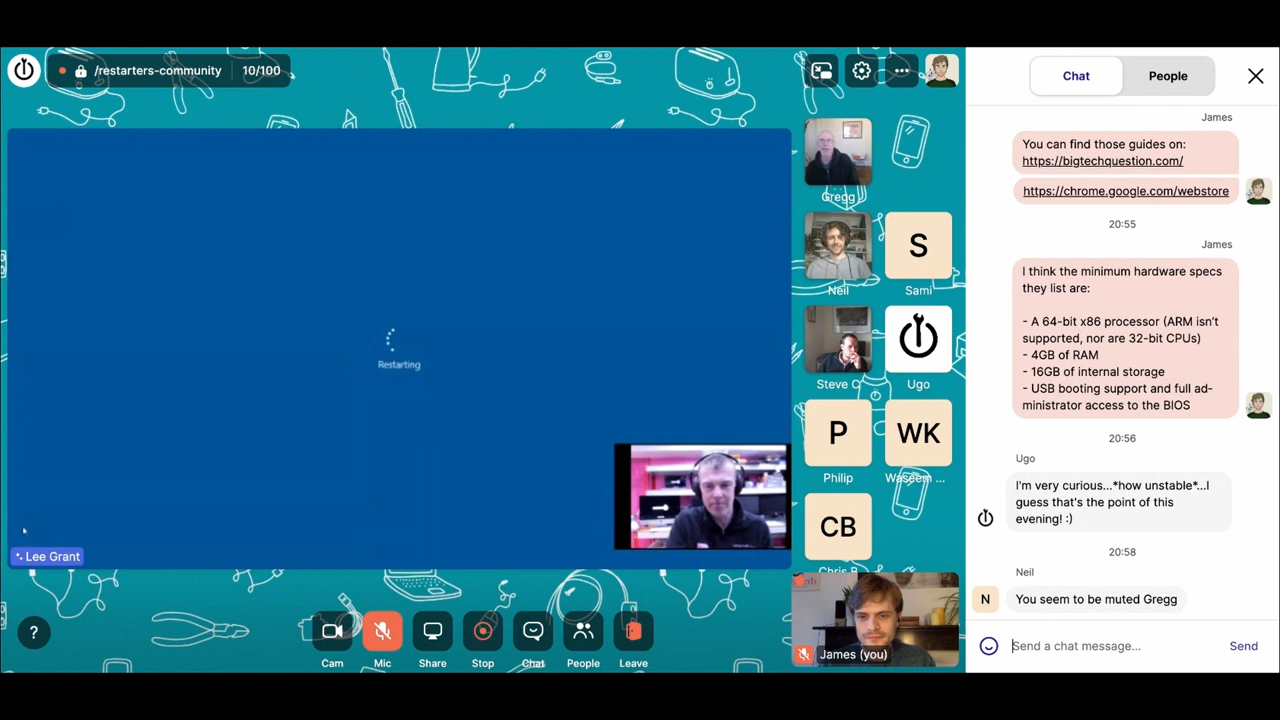 /restarters-community
10/100
Restarting
Lee Grant
Gregg
Neil
S
Sami
Steve C
Ugo
P
Philip
WK
Waseem ...
CB
Chris B
James (you)
?
Cam
Mic
Share
Stop
Chat
People
Leave
Chat
People
James
You can find those guides on:
https://bigtechquestion.com/
https://chrome.google.com/webstore
20:55
James
I think the minimum hardware specs
they list are:
- A 64-bit x86 processor (ARM isn't
supported, nor are 32-bit CPUs)
- 4GB of RAM
- 16GB of internal storage
- USB booting support and full ad-
ministrator access to the BIOS
20:56
Ugo
I'm very curious...*how unstable*...I
guess that's the point of this
evening! :)
20:58
Neil
N
You seem to be muted Gregg
Send a chat message...
Send